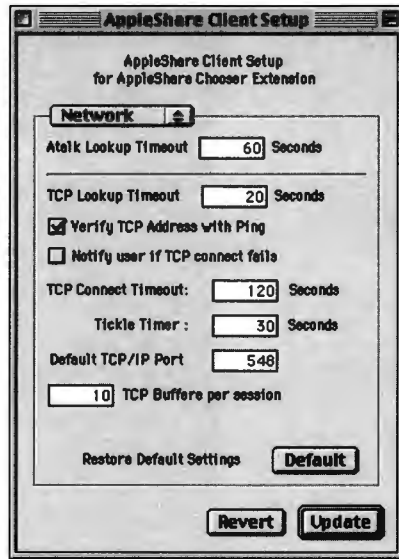 AppleShare Client Setup
AppleShare Client Setup
for AppleShare Chooser Extension
Network
Atalk Lookup Timeout 60 Seconds
TCP Lookup Timeout 20 Seconds
Verify TCP Address with Ping
Notify user if TCP connect fails
TCP Connect Timeout: 120 Seconds
Tickle Timer : 30 Seconds
Default TCP/IP Port 548
10 TCP Buffers per session
Restore Default Settings Default
Revert Update